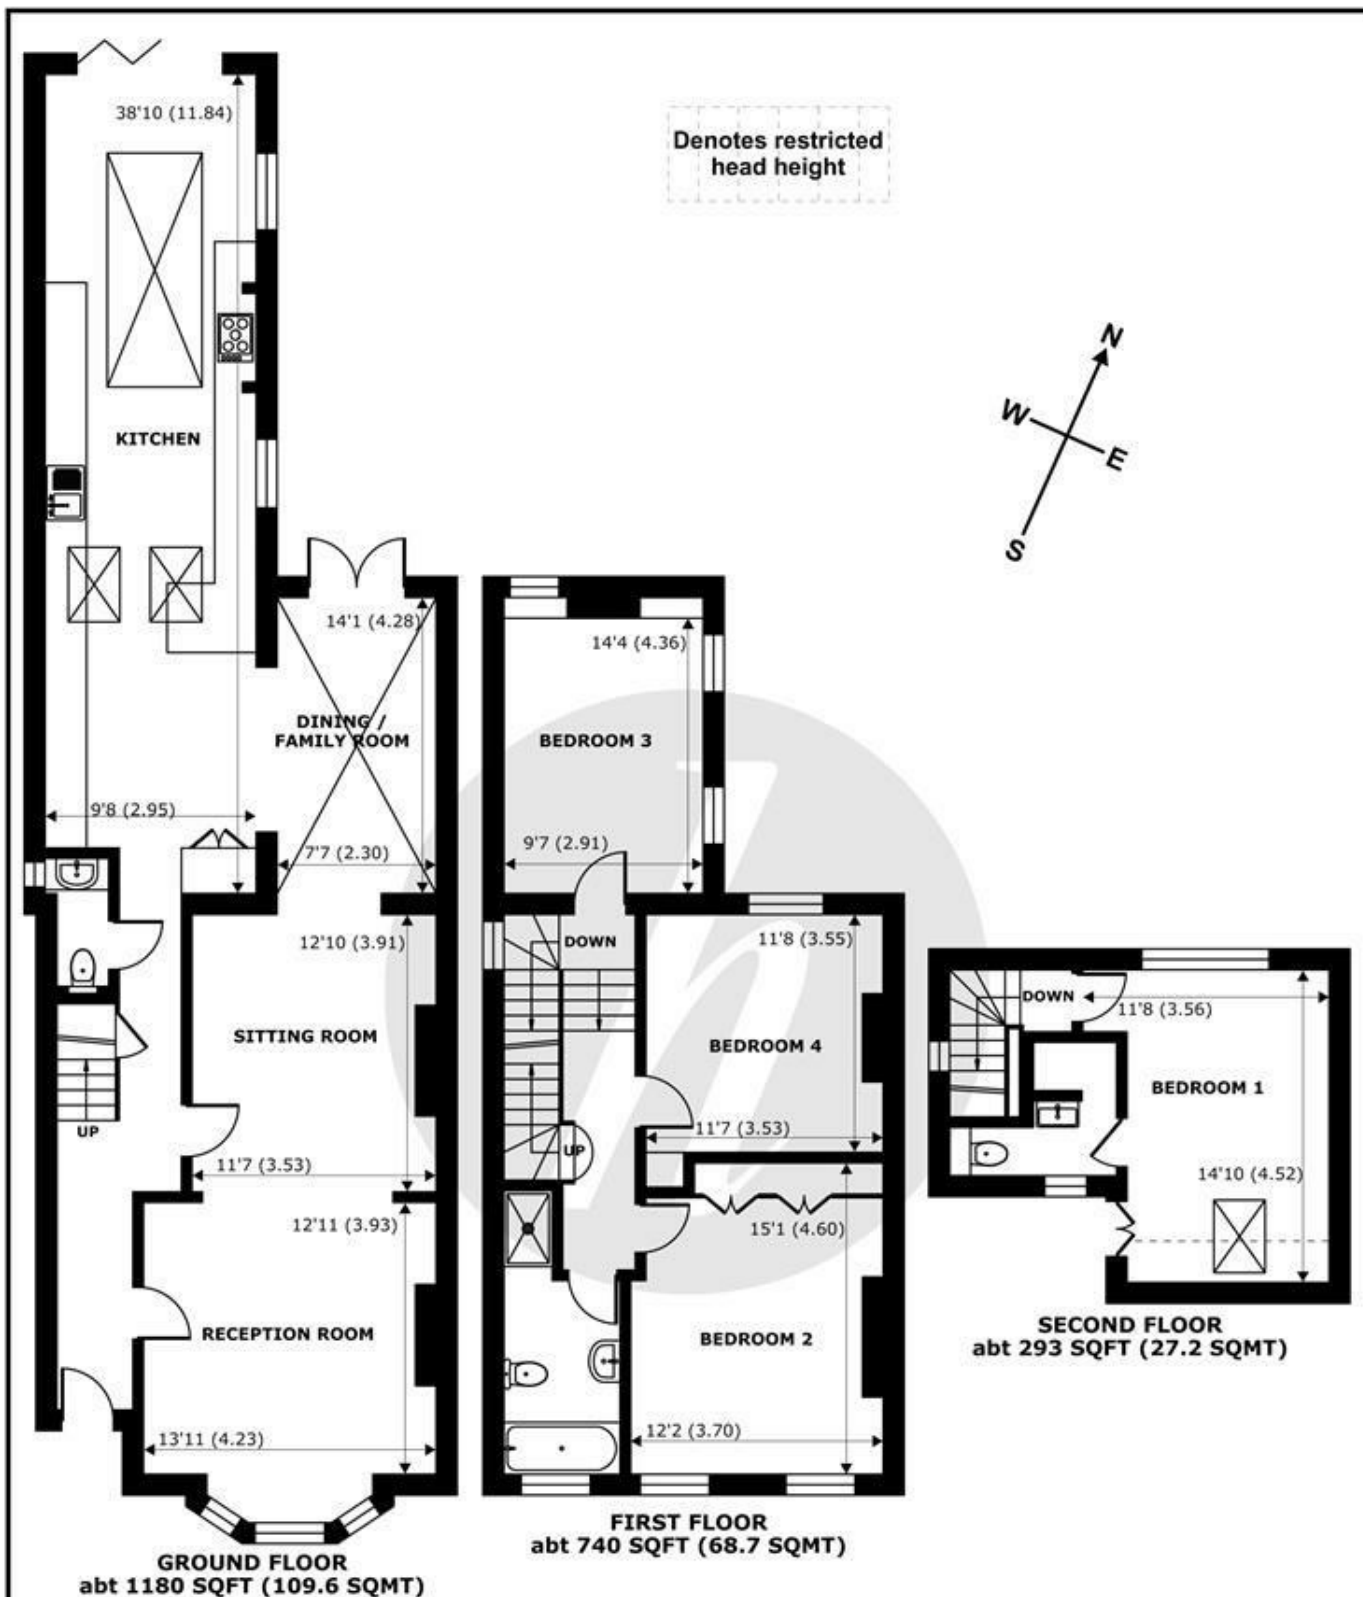 38'10 (11.84)
Denotes restricted
head height
N
W
E
S
KITCHEN
14'1 (4.28)
DINING /
FAMILY ROOM
9'8 (2.95)
7'7 (2.30)
12'10 (3.91)
SITTING ROOM
UP
11'7 (3.53)
12'11 (3.93)
RECEPTION ROOM
13'11 (4.23)
GROUND FLOOR
abt 1180 SQFT (109.6 SQMT)
14'4 (4.36)
BEDROOM 3
9'7 (2.91)
DOWN
11'8 (3.55)
BEDROOM 4
11'7 (3.53)
UP
15'1 (4.60)
BEDROOM 2
12'2 (3.70)
FIRST FLOOR
abt 740 SQFT (68.7 SQMT)
DOWN
11'8 (3.56)
BEDROOM 1
14'10 (4.52)
SECOND FLOOR
abt 293 SQFT (27.2 SQMT)
h